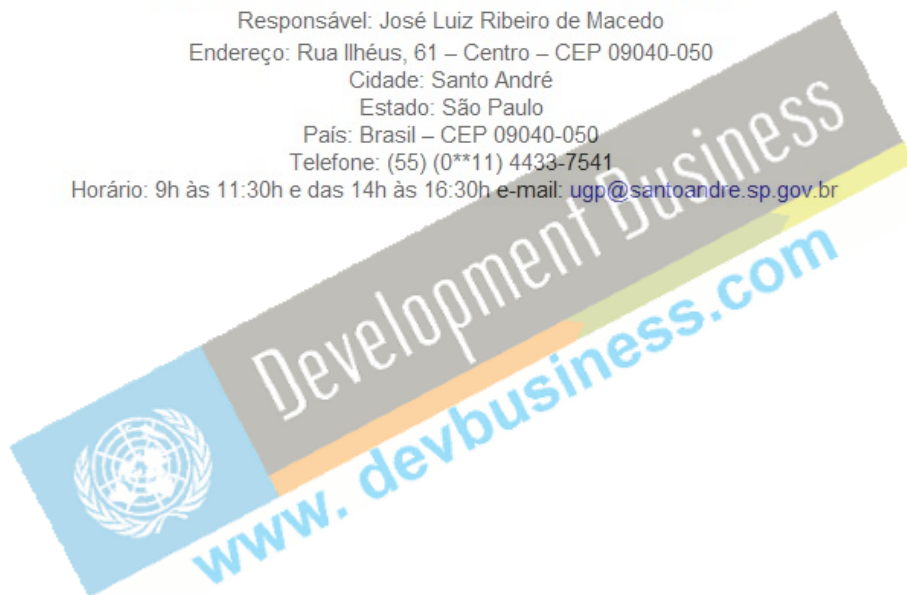 Responsável: José Luiz Ribeiro de Macedo
Endereço: Rua Ilhéus, 61 – Centro – CEP 09040-050
Cidade: Santo André
Estado: São Paulo
País: Brasil – CEP 09040-050
Telefone: (55) (0**11) 4433-7541
Horário: 9h às 11:30h e das 14h às 16:30h e-mail: ugp@santoandre.sp.gov.br
Development Business
www. devbusiness.com